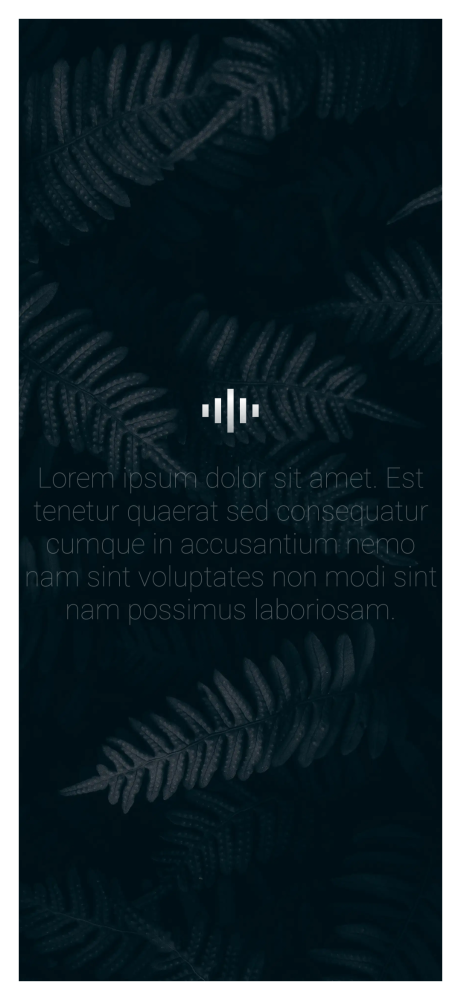 Lorem ipsum dolor sit amet. Est
tenetur quaerat sed consequatur
cumque in accusantium nemo
nam sint voluptates non modi sint
nam possimus laboriosam.